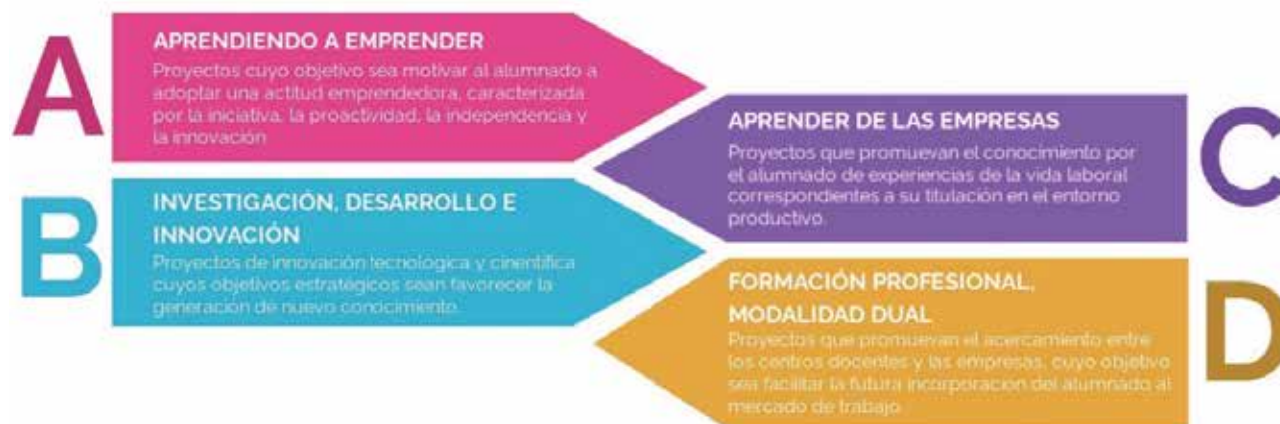 A
APRENDIENDO A EMPRENDER
Proyectos cuyo objetivo sea motivar al alumnado a
adoptar una actitud emprendedora, caracterizada
por la iniciativa, la proactividad, la independencia y
la innovación
B
INVESTIGACIÓN, DESARROLLO E
INNOVACIÓN
Proyectos de innovación tecnológica y cinentífica
cuyos objetivos estratégicos sean favorecer la
generación de nuevo conocimiento.
C
APRENDER DE LAS EMPRESAS
Proyectos que promuevan el conocimiento por
el alumnado de experiencias de la vida laboral
correspondientes a su titulación en el entorno
productivo.
D
FORMACIÓN PROFESIONAL,
MODALIDAD DUAL
Proyectos que promuevan el acercamiento entre
los centros docentes y las empresas, cuyo objetivo
sea facilitar la futura incorporación del alumnado al
mercado de trabajo.